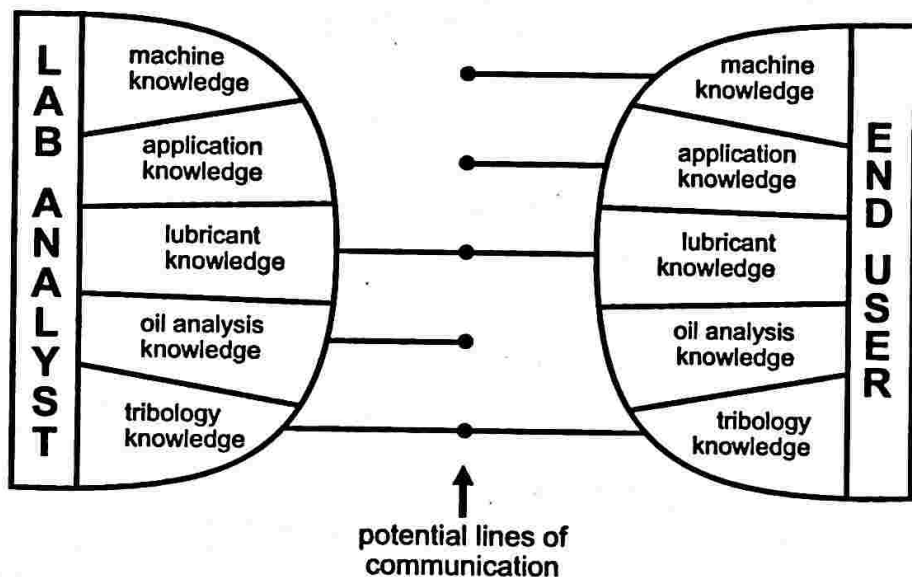 LAB ANALYST
machine
knowledge
application
knowledge
lubricant
knowledge
oil analysis
knowledge
tribology
knowledge
machine
knowledge
application
knowledge
lubricant
knowledge
oil analysis
knowledge
tribology
knowledge
END USER
potential lines of
communication